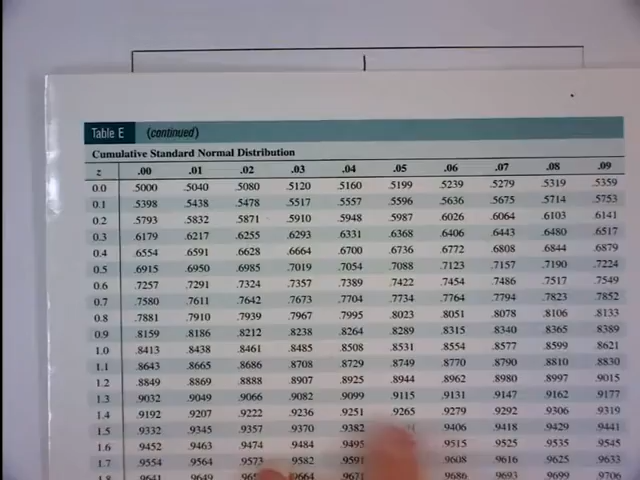 Table E (continued)
Cumulative Standard Normal Distribution
z .00 .01 .02 .03 .04 .05 .06 .07 .08 .09
0.0 .5000 .5040 .5080 .5120 .5160 .5199 .5239 .5279 .5319 .5359
0.1 .5398 .5438 .5478 .5517 .5557 .5596 .5636 .5675 .5714 .5753
0.2 .5793 .5832 .5871 .5910 .5948 .5987 .6026 .6064 .6103 .6141
0.3 .6179 .6217 .6255 .6293 .6331 .6368 .6406 .6443 .6480 .6517
0.4 .6554 .6591 .6628 .6664 .6700 .6736 .6772 .6808 .6844 .6879
0.5 .6915 .6950 .6985 .7019 .7054 .7088 .7123 .7157 .7190 .7224
0.6 .7257 .7291 .7324 .7357 .7389 .7422 .7454 .7486 .7517 .7549
0.7 .7580 .7611 .7642 .7673 .7704 .7734 .7764 .7794 .7823 .7852
0.8 .7881 .7910 .7939 .7967 .7995 .8023 .8051 .8078 .8106 .8133
0.9 .8159 .8186 .8212 .8238 .8264 .8289 .8315 .8340 .8365 .8389
1.0 .8413 .8438 .8461 .8485 .8508 .8531 .8554 .8577 .8599 .8621
1.1 .8643 .8665 .8686 .8708 .8729 .8749 .8770 .8790 .8810 .8830
1.2 .8849 .8869 .8888 .8907 .8925 .8944 .8962 .8980 .8997 .9015
1.3 .9032 .9049 .9066 .9082 .9099 .9115 .9131 .9147 .9162 .9177
1.4 .9192 .9207 .9222 .9236 .9251 .9265 .9279 .9292 .9306 .9319
1.5 .9332 .9345 .9357 .9370 .9382 .9406 .9418 .9429 .9441
1.6 .9452 .9463 .9474 .9484 .9495 .9515 .9525 .9535 .9545
1.7 .9554 .9564 .9573 .9582 .9591 .9608 .9616 .9625 .9633
1.8 .9641 .9649 .9664 .9671 .9686 .9693 .9699 .9706